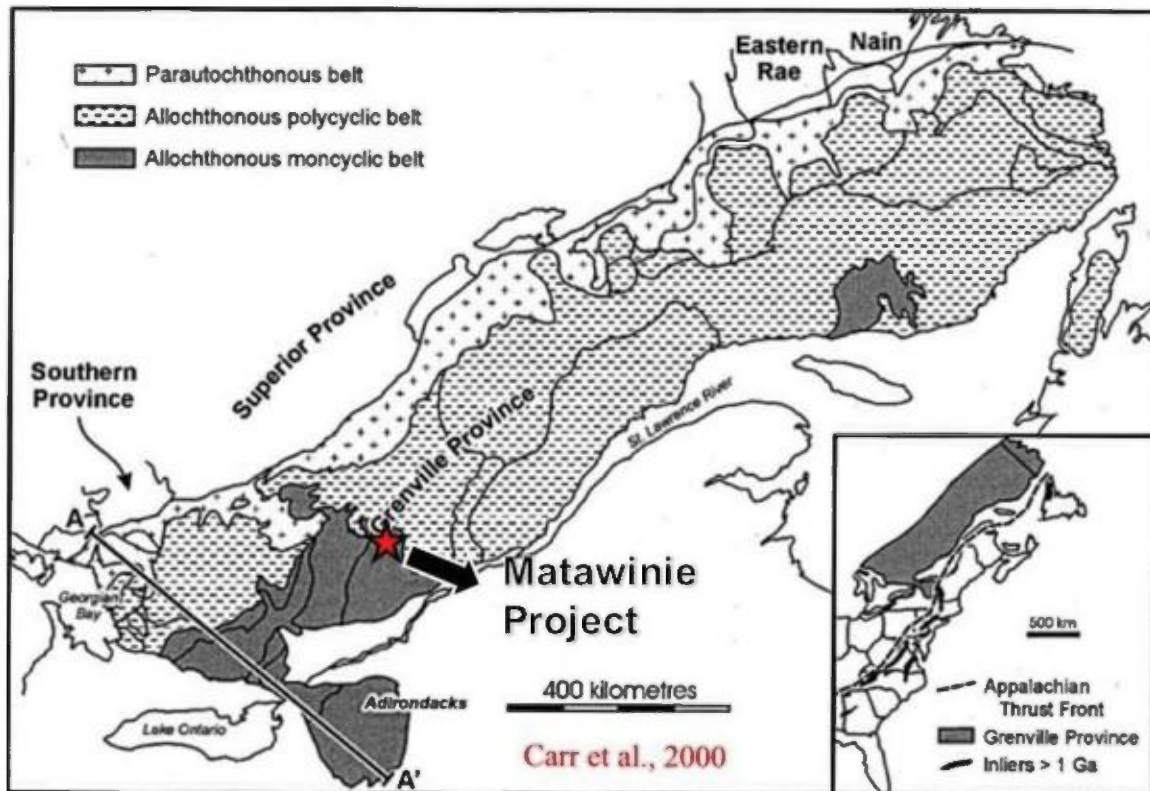 Parautochthonous belt
Allochthonous polycyclic belt
Allochthonous moncyclic belt
Eastern
Rae
Nain
Superior Province
Southern
Province
Grenville Province
St. Lawrence River
A
Georgian
Bay
Matawinie
Project
400 kilometres
Adirondacks
Lake Ontario
A'
Carr et al., 2000
500 km
Appalachian
Thrust Front
Grenville Province
Inliers > 1 Ga